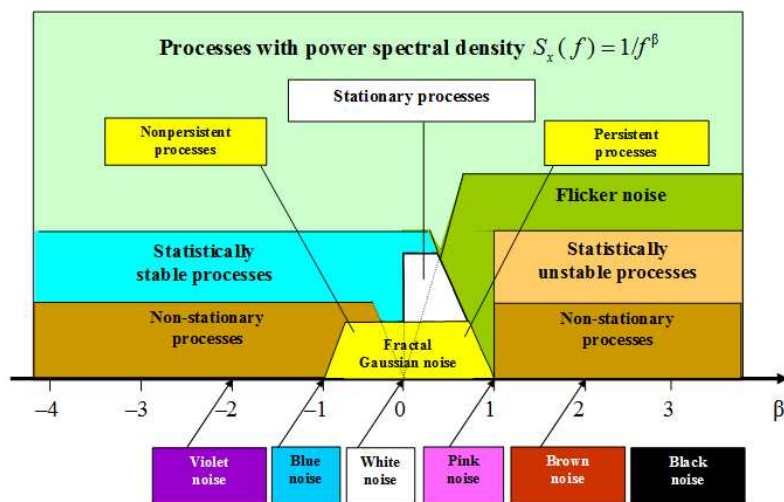 Processes with power spectral density S_x(f)=1/f^β
Stationary processes
Nonpersistent
processes
Persistent
processes
Flicker noise
Statistically
stable processes
Statistically
unstable processes
Non-stationary
processes
Fractal
Gaussian noise
Non-stationary
processes
–4 –3 –2 –1 0 1 2 3 β
Violet
noise
Blue
noise
White
noise
Pink
noise
Brown
noise
Black
noise